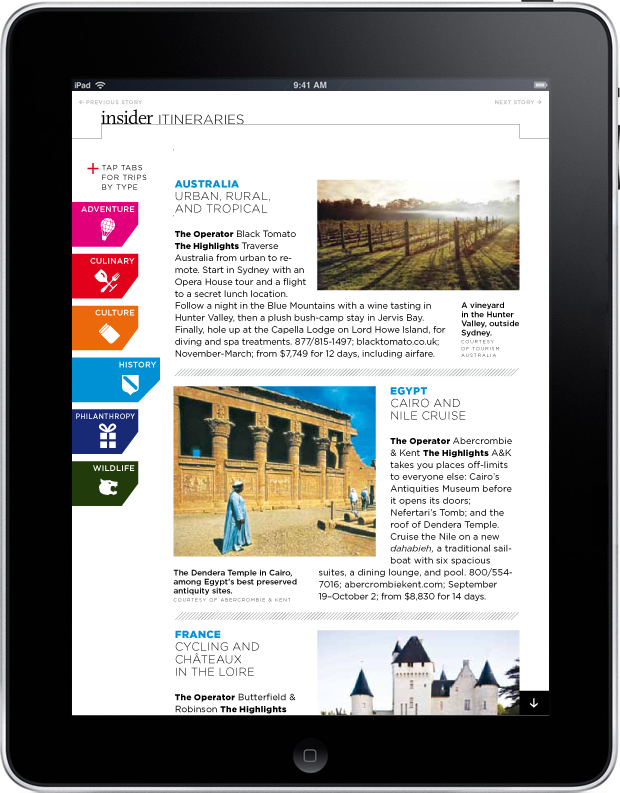 iPad
9:41 AM
← PREVIOUS STORY
NEXT STORY →
insider ITINERARIES
+ TAP TABS
FOR TRIPS
BY TYPE
ADVENTURE
CULINARY
CULTURE
HISTORY
PHILANTHROPY
WILDLIFE
AUSTRALIA
URBAN, RURAL,
AND TROPICAL
The Operator Black Tomato
The Highlights Traverse
Australia from urban to re-
mote. Start in Sydney with an
Opera House tour and a flight
to a secret lunch location.
Follow a night in the Blue Mountains with a wine tasting in
Hunter Valley, then a plush bush-camp stay in Jervis Bay.
Finally, hole up at the Capella Lodge on Lord Howe Island, for
diving and spa treatments. 877/815-1497; blacktomato.co.uk;
November-March; from $7,749 for 12 days, including airfare.
A vineyard
in the Hunter
Valley, outside
Sydney.
COURTESY
OF TOURISM
AUSTRALIA
EGYPT
CAIRO AND
NILE CRUISE
The Operator Abercrombie
& Kent The Highlights A&K
takes you places off-limits
to everyone else: Cairo's
Antiquities Museum before
it opens its doors;
Nefertari's Tomb; and the
roof of Dendera Temple.
Cruise the Nile on a new
dahabieh, a traditional sail-
boat with six spacious
suites, a dining lounge, and pool. 800/554-
7016; abercrombiekent.com; September
19–October 2; from $8,830 for 14 days.
The Dendera Temple in Cairo,
among Egypt's best preserved
antiquity sites.
COURTESY OF ABERCROMBIE & KENT
FRANCE
CYCLING AND
CHÂTEAUX
IN THE LOIRE
The Operator Butterfield &
Robinson The Highlights